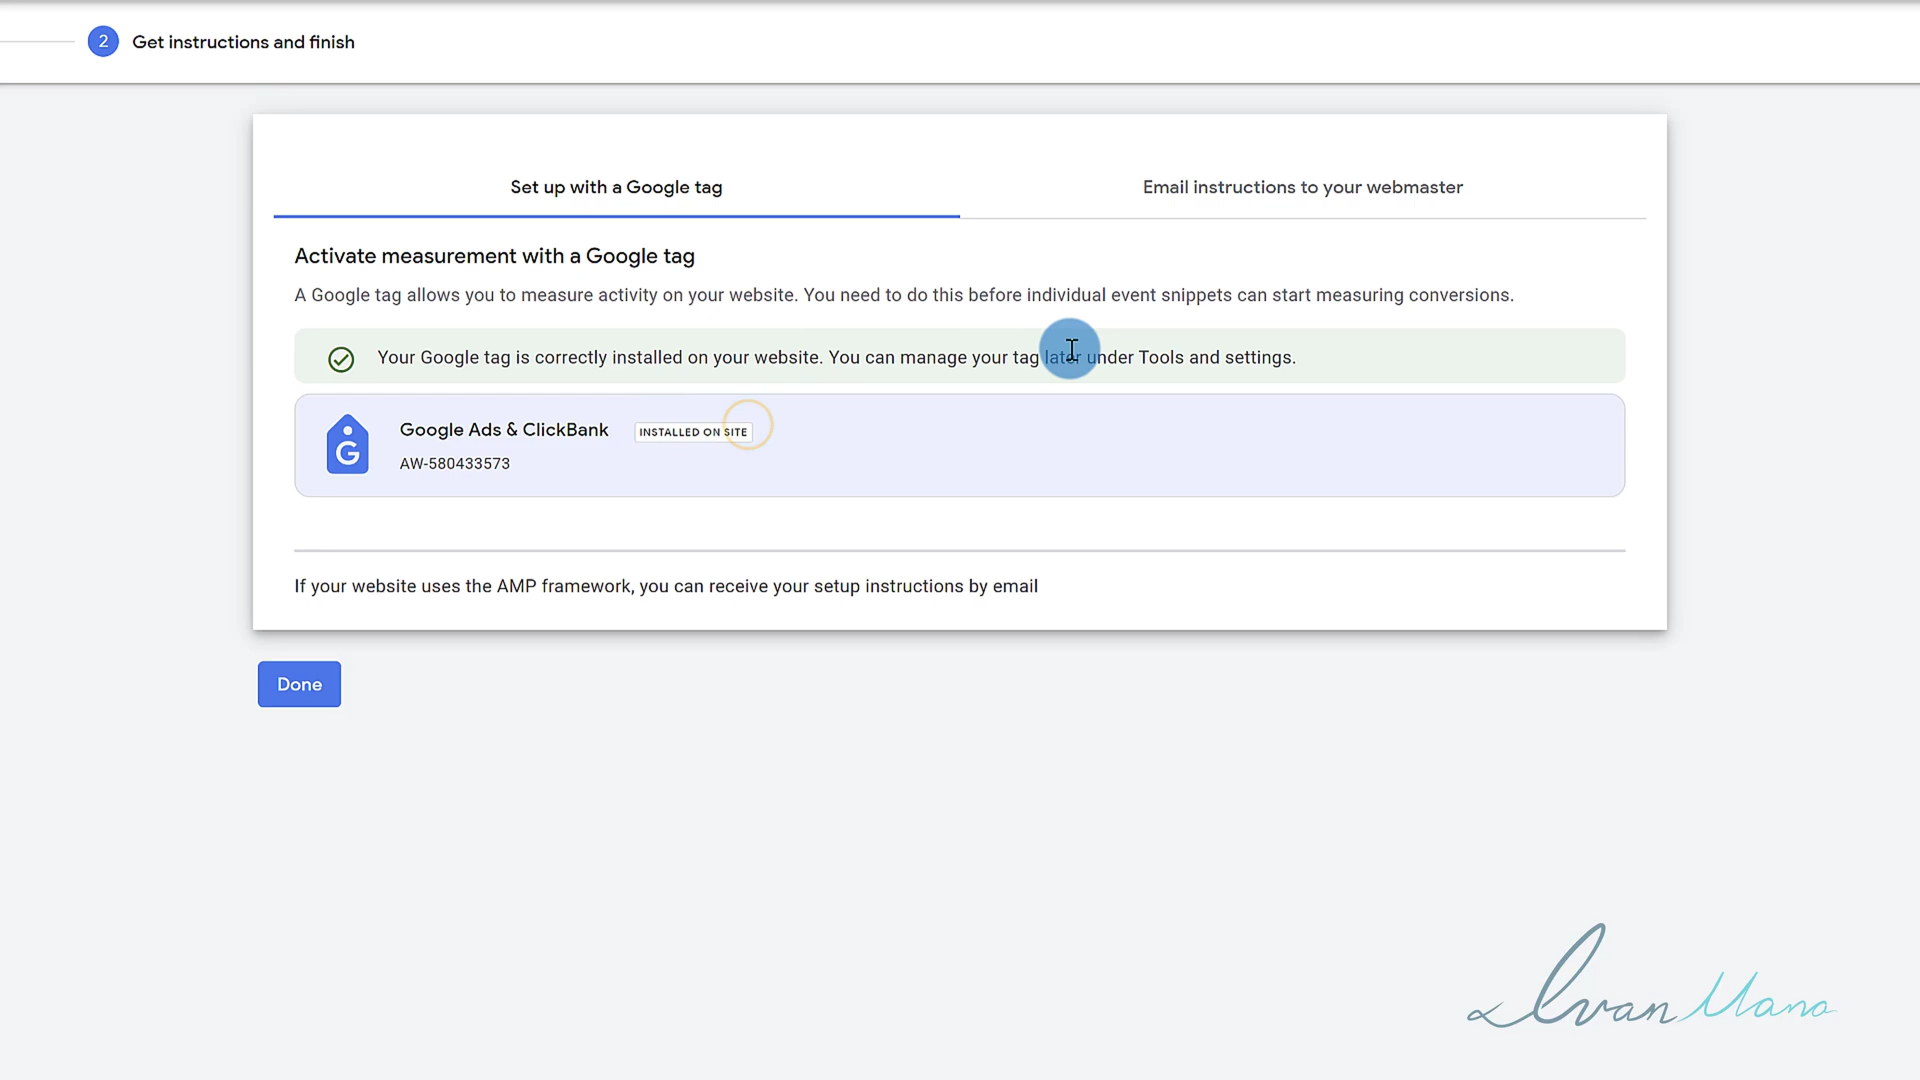 2 Get instructions and finish
Set up with a Google tag
Email instructions to your webmaster
Activate measurement with a Google tag
A Google tag allows you to measure activity on your website. You need to do this before individual event snippets can start measuring conversions.
Your Google tag is correctly installed on your website. You can manage your tag later under Tools and settings.
G
Google Ads & ClickBank INSTALLED ON SITE
AW-580433573
If your website uses the AMP framework, you can receive your setup instructions by email
Done
Ivan Mana